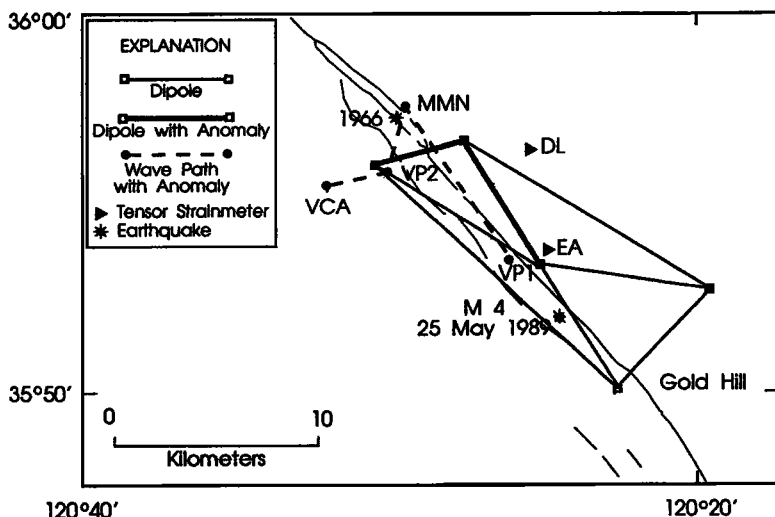 36°00′
EXPLANATION
Dipole
Dipole with Anomaly
Wave Path
with Anomaly
Tensor Strainmeter
Earthquake
MMN
1966
DL
VP2
VCA
EA
VP1
M 4
25 May 1989
Gold Hill
35°50′
0 10
Kilometers
120°40′ 120°20′